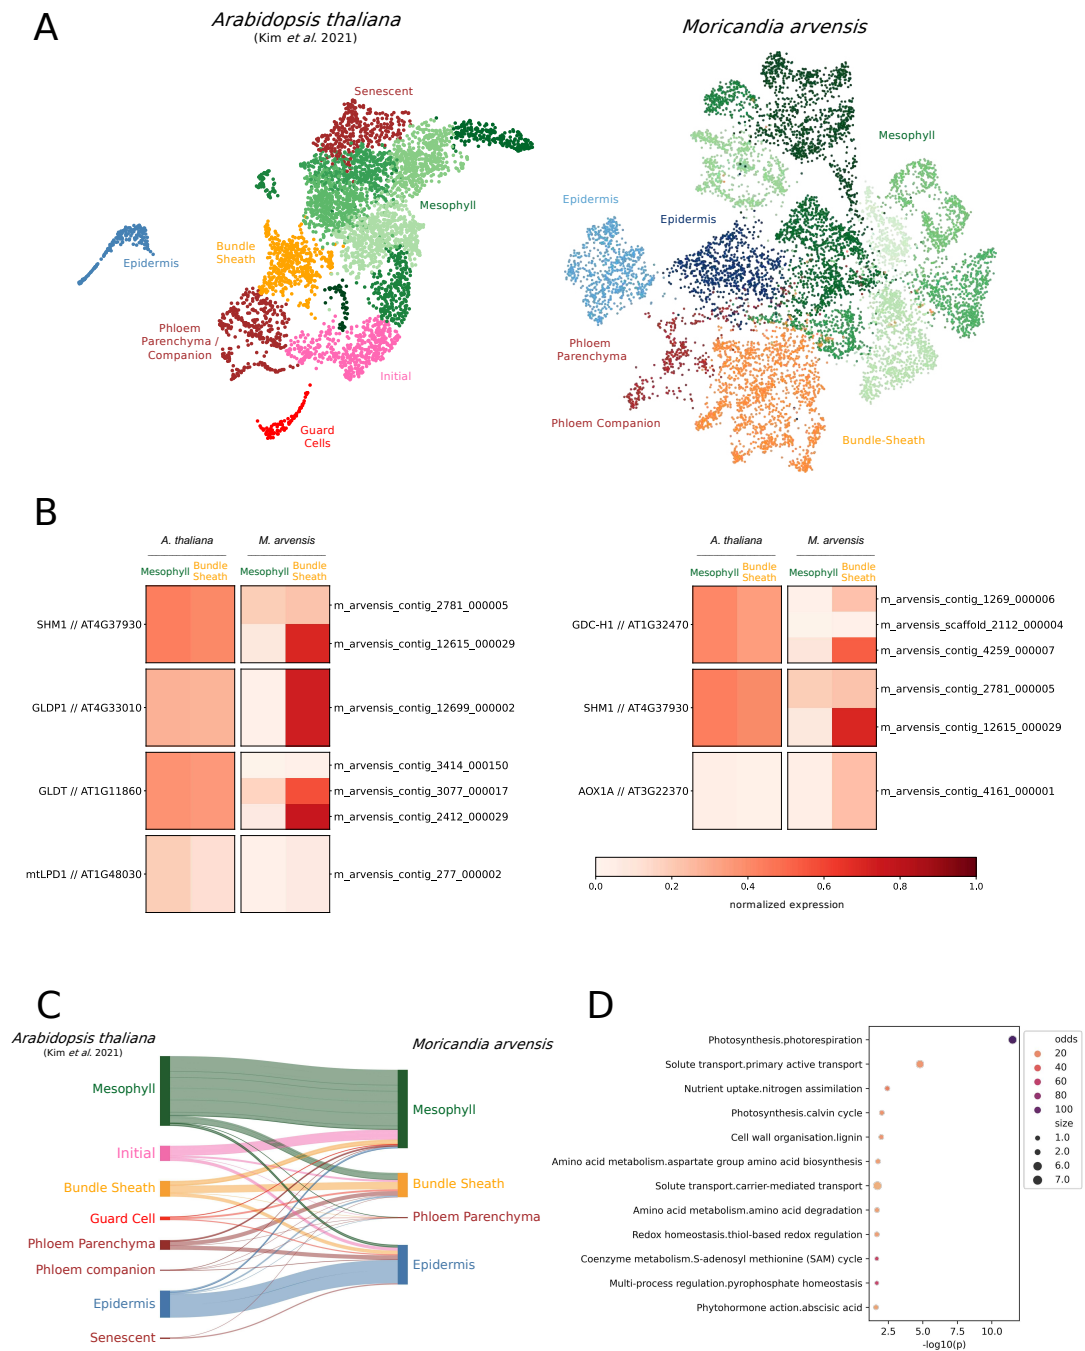 A
Arabidopsis thaliana
(Kim et al. 2021)
Moricandia arvensis
Senescent
Mesophyll
Bundle
Sheath
Epidermis
Phloem
Parenchyma /
Companion
Initial
Guard
Cells
Mesophyll
Epidermis
Epidermis
Phloem
Parenchyma
Phloem Companion
Bundle-Sheath
B
A. thaliana
M. arvensis
Mesophyll
Bundle
Sheath
Mesophyll
Bundle
Sheath
SHM1 // AT4G37930
m_arvensis_contig_2781_000005
m_arvensis_contig_12615_000029
GLDP1 // AT4G33010
m_arvensis_contig_12699_000002
GLDT // AT1G11860
m_arvensis_contig_3414_000150
m_arvensis_contig_3077_000017
m_arvensis_contig_2412_000029
mtLPD1 // AT1G48030
m_arvensis_contig_277_000002
A. thaliana
M. arvensis
Mesophyll
Bundle
Sheath
Mesophyll
Bundle
Sheath
GDC-H1 // AT1G32470
m_arvensis_contig_1269_000006
m_arvensis_scaffold_2112_000004
m_arvensis_contig_4259_000007
SHM1 // AT4G37930
m_arvensis_contig_2781_000005
m_arvensis_contig_12615_000029
AOX1A // AT3G22370
m_arvensis_contig_4161_000001
0.0 0.2 0.4 0.6 0.8 1.0
normalized expression
C
Arabidopsis thaliana
(Kim et al. 2021)
Moricandia arvensis
Mesophyll
Initial
Bundle Sheath
Guard Cell
Phloem Parenchyma
Phloem companion
Epidermis
Senescent
Mesophyll
Bundle Sheath
Phloem Parenchyma
Epidermis
D
Photosynthesis.photorespiration
Solute transport.primary active transport
Nutrient uptake.nitrogen assimilation
Photosynthesis.calvin cycle
Cell wall organisation.lignin
Amino acid metabolism.aspartate group amino acid biosynthesis
Solute transport.carrier-mediated transport
Amino acid metabolism.amino acid degradation
Redox homeostasis.thiol-based redox regulation
Coenzyme metabolism.S-adenosyl methionine (SAM) cycle
Multi-process regulation.pyrophosphate homeostasis
Phytohormone action.abscisic acid
2.5 5.0 7.5 10.0
-log10(p)
odds
20
40
60
80
100
size
1.0
2.0
6.0
7.0